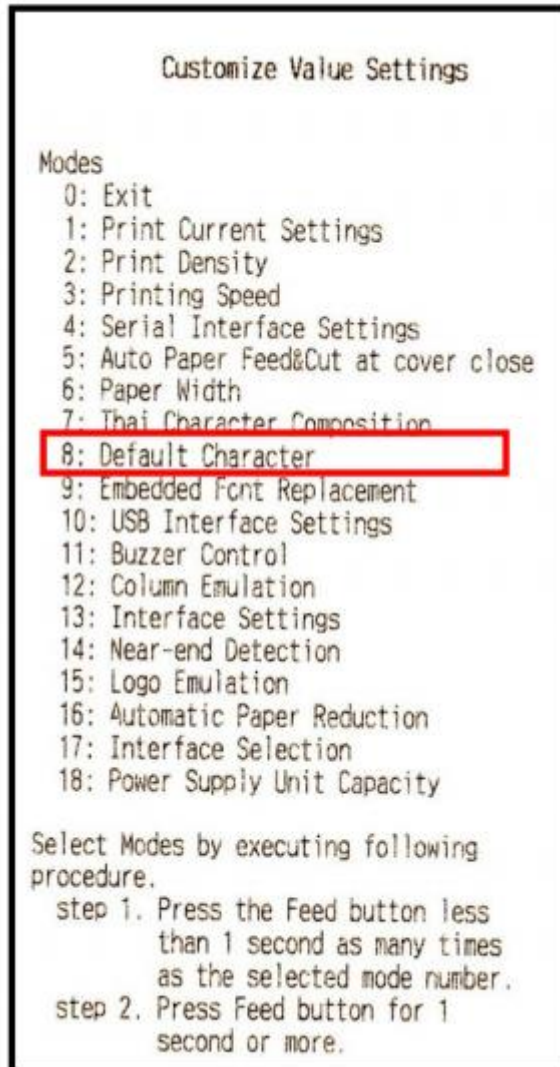 Customize Value Settings
Modes
0: Exit
1: Print Current Settings
2: Print Density
3: Printing Speed
4: Serial Interface Settings
5: Auto Paper Feed&Cut at cover close
6: Paper Width
7: Thai Character Composition
8: Default Character
9: Embedded Font Replacement
10: USB Interface Settings
11: Buzzer Control
12: Column Emulation
13: Interface Settings
14: Near-end Detection
15: Logo Emulation
16: Automatic Paper Reduction
17: Interface Selection
18: Power Supply Unit Capacity
Select Modes by executing following
procedure.
step 1. Press the Feed button less
than 1 second as many times
as the selected mode number.
step 2. Press Feed button for 1
second or more.